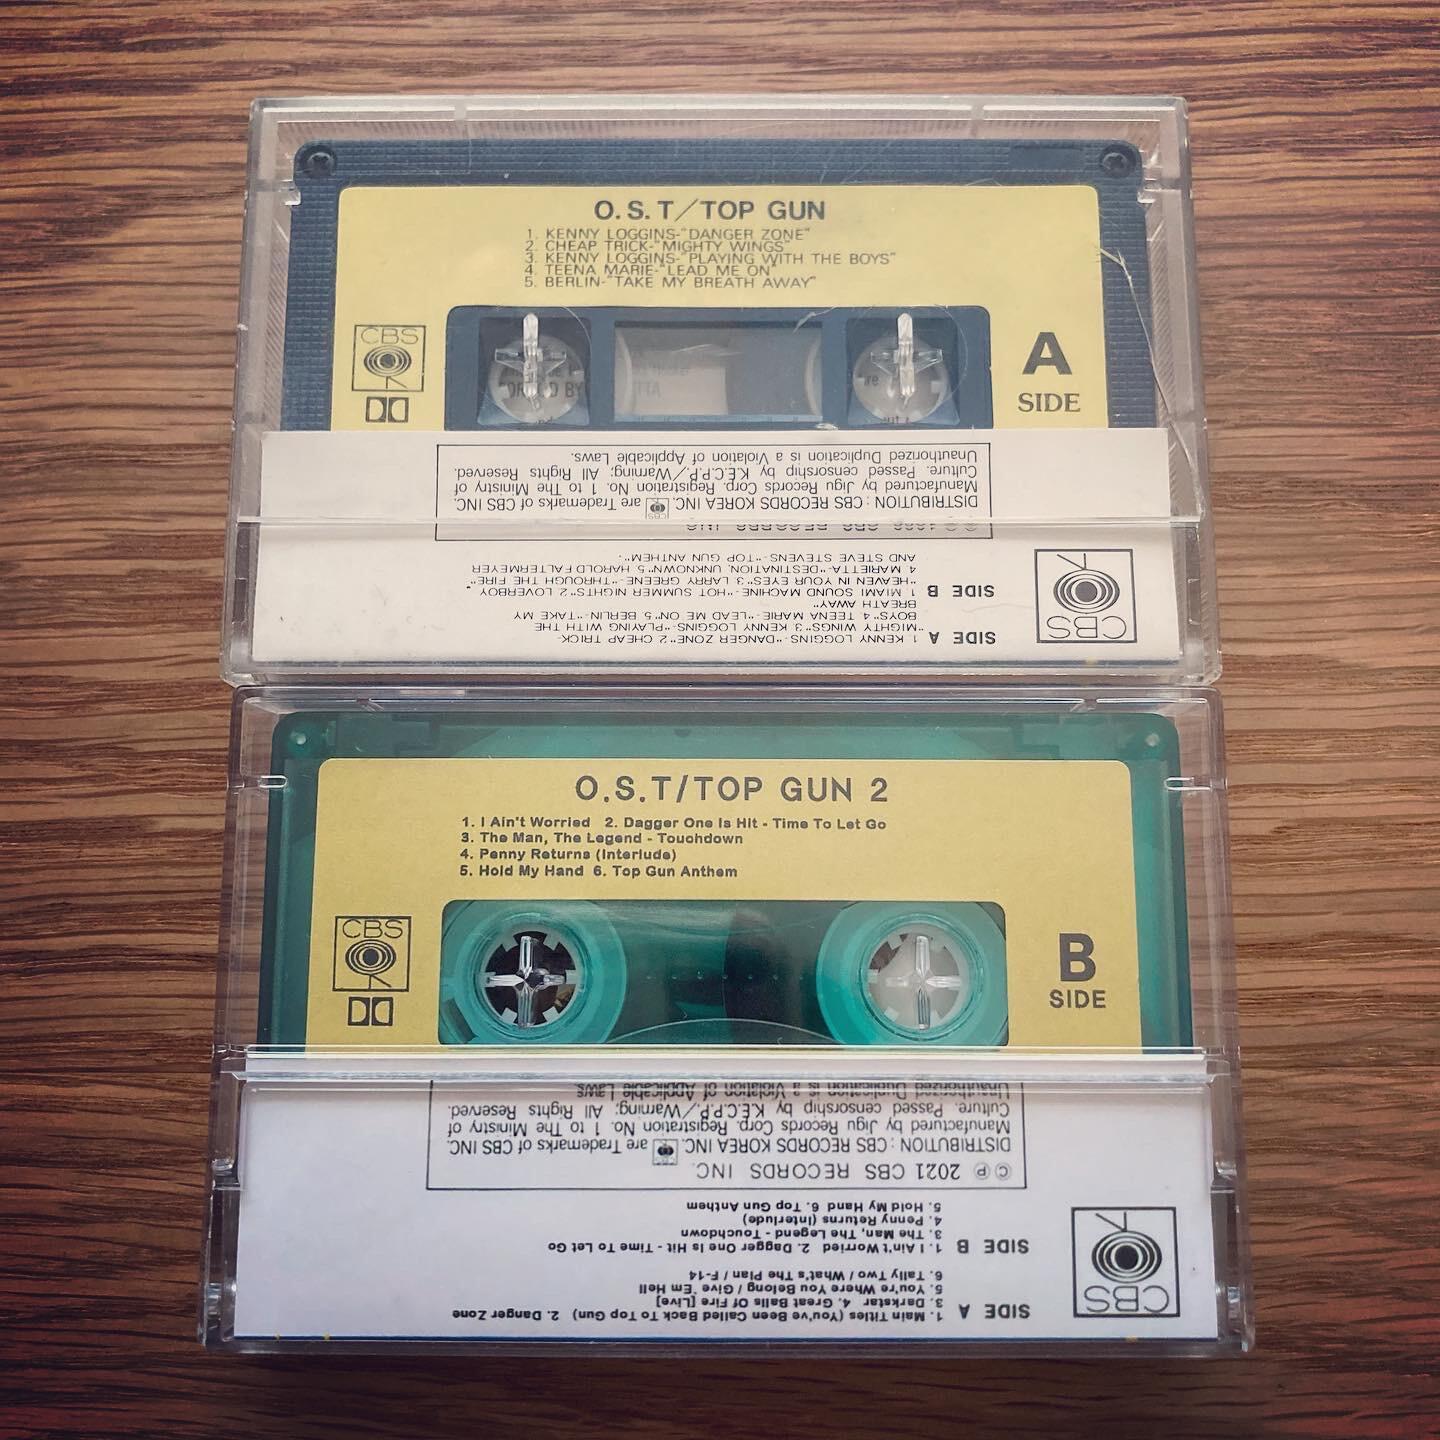 O.S.T/TOP GUN
1. KENNY LOGGINS-"DANGER ZONE"
2. CHEAP TRICK-"MIGHTY WINGS"
3. KENNY LOGGINS-"PLAYING WITH THE BOYS"
4. TEENA MARIE-"LEAD ME ON"
5. BERLIN-"TAKE MY BREATH AWAY"
CBS
A
SIDE
CBS
SIDE A
1. KENNY LOGGINS-"DANGER ZONE" 2. CHEAP TRICK-
"MIGHTY WINGS" 3. KENNY LOGGINS-"PLAYING WITH THE
BOYS" 4. TEENA MARIE-"LEAD ME ON" 5. BERLIN-"TAKE MY
BREATH AWAY"
SIDE B
1. MIAMI SOUND MACHINE-"HOT SUMMER NIGHTS" 2. LOVERBOY-
"HEAVEN IN YOUR EYES" 3. LARRY GREENE-"THROUGH THE FIRE"
4. MARIETTA-"DESTINATION, UNKNOWN" 5. HAROLD FALTERMEYER
AND STEVE STEVENS-"TOP GUN ANTHEM"
Ⓒ Ⓟ 1986 CBS RECORDS INC.
DISTRIBUTION : CBS RECORDS KOREA INC. CBS are Trademarks of CBS INC.
Manufactured by Jigu Records Corp. Registration No. 1 to The Ministry of
Culture. Passed censorship by K.E.C.P.P./Warning; All Rights Reserved.
Unauthorized Duplication is a Violation of Applicable Laws.
O.S.T/TOP GUN 2
1. I Ain't Worried 2. Dagger One Is Hit - Time To Let Go
3. The Man, The Legend - Touchdown
4. Penny Returns (Interlude)
5. Hold My Hand 6. Top Gun Anthem
CBS
B
SIDE
CBS
SIDE A
1. Main Titles (You've Been Called Back To Top Gun) 2. Danger Zone
3. Darkstar 4. Great Balls Of Fire [Live]
5. You're Where You Belong / Give 'Em Hell
6. Tally Two / What's The Plan / F-14
SIDE B
1. I Ain't Worried 2. Dagger One Is Hit - Time To Let Go
3. The Man, The Legend - Touchdown
4. Penny Returns (Interlude)
5. Hold My Hand 6. Top Gun Anthem
Ⓒ Ⓟ 2021 CBS RECORDS INC.
DISTRIBUTION : CBS RECORDS KOREA INC. CBS are Trademarks of CBS INC.
Manufactured by Jigu Records Corp. Registration No. 1 to The Ministry of
Culture. Passed censorship by K.E.C.P.P./Warning; All Rights Reserved.
Unauthorized Duplication is a Violation of Applicable Laws